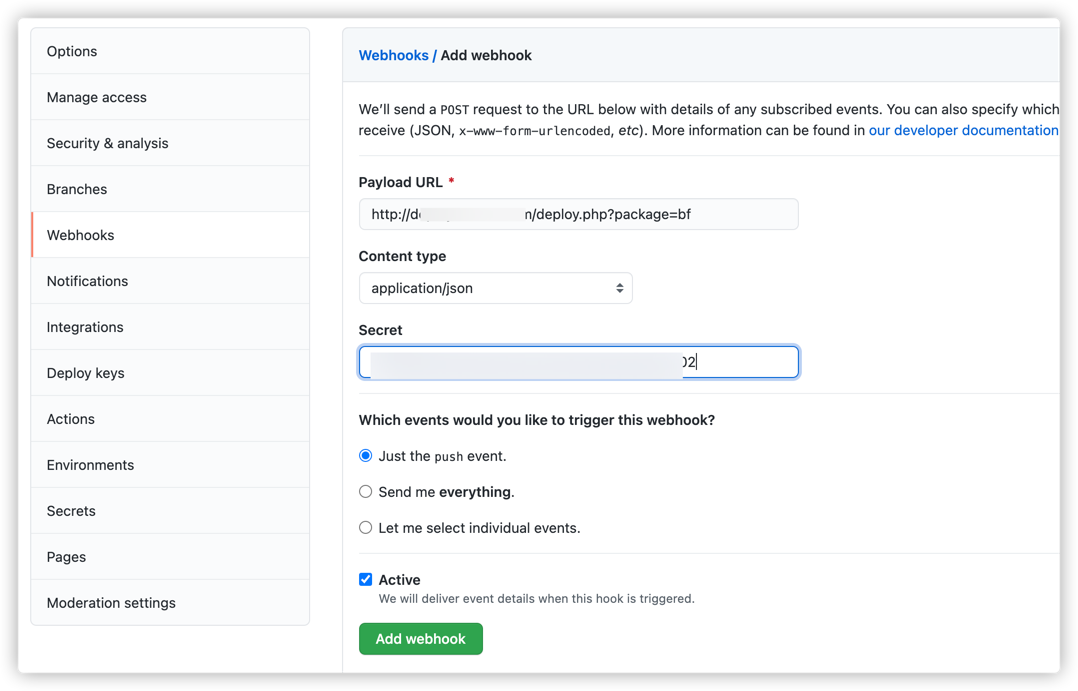 Options
Manage access
Security & analysis
Branches
Webhooks
Notifications
Integrations
Deploy keys
Actions
Environments
Secrets
Pages
Moderation settings
Webhooks / Add webhook
We'll send a POST request to the URL below with details of any subscribed events. You can also specify which
receive (JSON, x-www-form-urlencoded, etc). More information can be found in our developer documentation
Payload URL *
http://d m/deploy.php?package=bf
Content type
application/json
Secret
02
Which events would you like to trigger this webhook?
Just the push event.
Send me everything.
Let me select individual events.
Active
We will deliver event details when this hook is triggered.
Add webhook